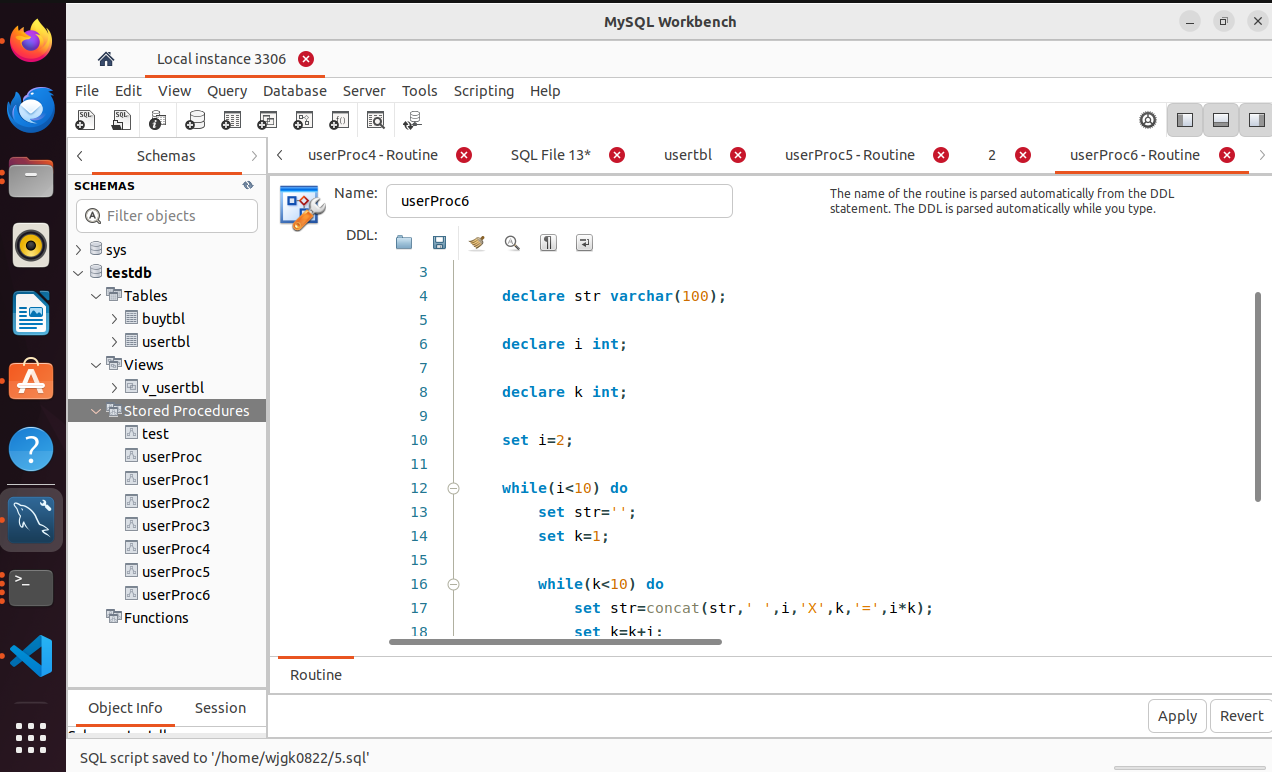 MySQL Workbench
Local instance 3306
File Edit View Query Database Server Tools Scripting Help
Schemas
userProc4 - Routine SQL File 13* usertbl userProc5 - Routine 2 userProc6 - Routine
SCHEMAS
Filter objects
sys
testdb
Tables
buytbl
usertbl
Views
v_usertbl
Stored Procedures
test
userProc
userProc1
userProc2
userProc3
userProc4
userProc5
userProc6
Functions
Object Info Session
Name: userProc6
The name of the routine is parsed automatically from the DDL
statement. The DDL is parsed automatically while you type.
DDL:
3
4 declare str varchar(100);
5
6 declare i int;
7
8 declare k int;
9
10 set i=2;
11
12 while(i<10) do
13 set str='';
14 set k=1;
15
16 while(k<10) do
17 set str=concat(str,' ',i,'X',k,'=',i*k);
18 set k=k+i;
Routine
Apply Revert
SQL script saved to '/home/wjgk0822/5.sql'